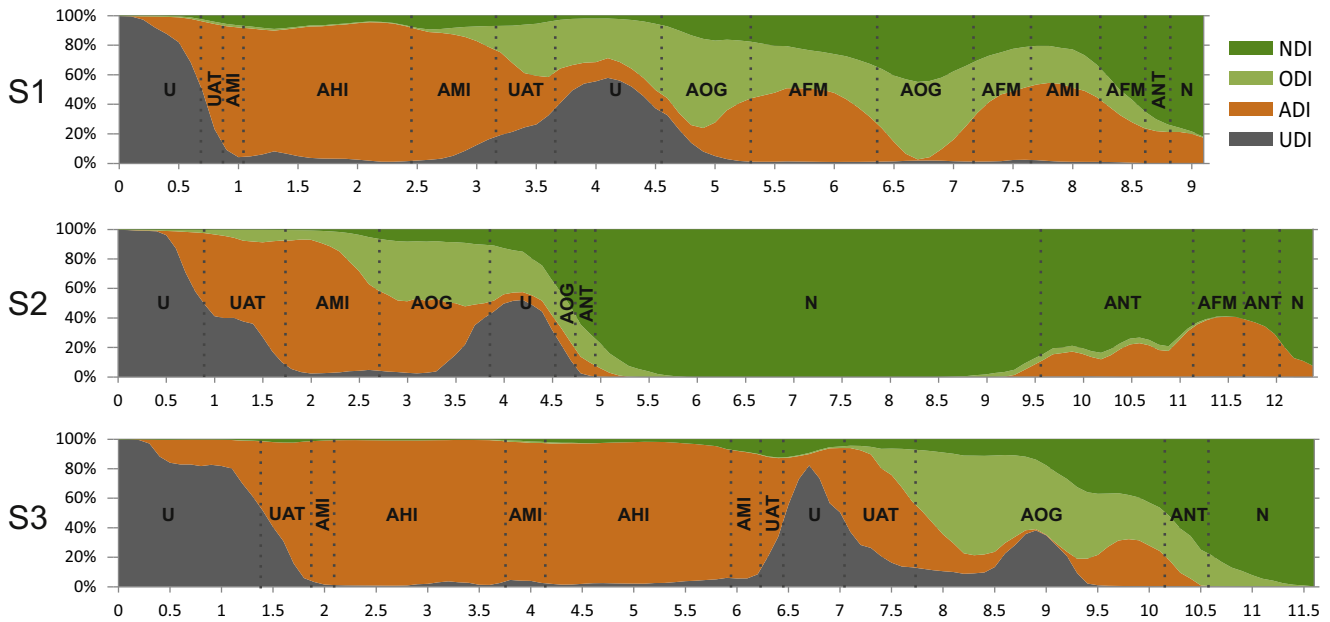 100%
80%
60%
40%
20%
0%
S1
U
UAT
AMI
AHI
AMI
UAT
U
AOG
AFM
AOG
AFM
AMI
AFM
ANT
N
0 0.5 1 1.5 2 2.5 3 3.5 4 4.5 5 5.5 6 6.5 7 7.5 8 8.5 9
NDI
ODI
ADI
UDI
100%
80%
60%
40%
20%
0%
S2
U
UAT
AMI
AOG
U
AOG
ANT
N
ANT
AFM
ANT
N
0 0.5 1 1.5 2 2.5 3 3.5 4 4.5 5 5.5 6 6.5 7 7.5 8 8.5 9 9.5 10 10.5 11 11.5 12
100%
80%
60%
40%
20%
0%
S3
U
UAT
AMI
AHI
AMI
AHI
AMI
UAT
U
UAT
AOG
ANT
N
0 0.5 1 1.5 2 2.5 3 3.5 4 4.5 5 5.5 6 6.5 7 7.5 8 8.5 9 9.5 10 10.5 11 11.5